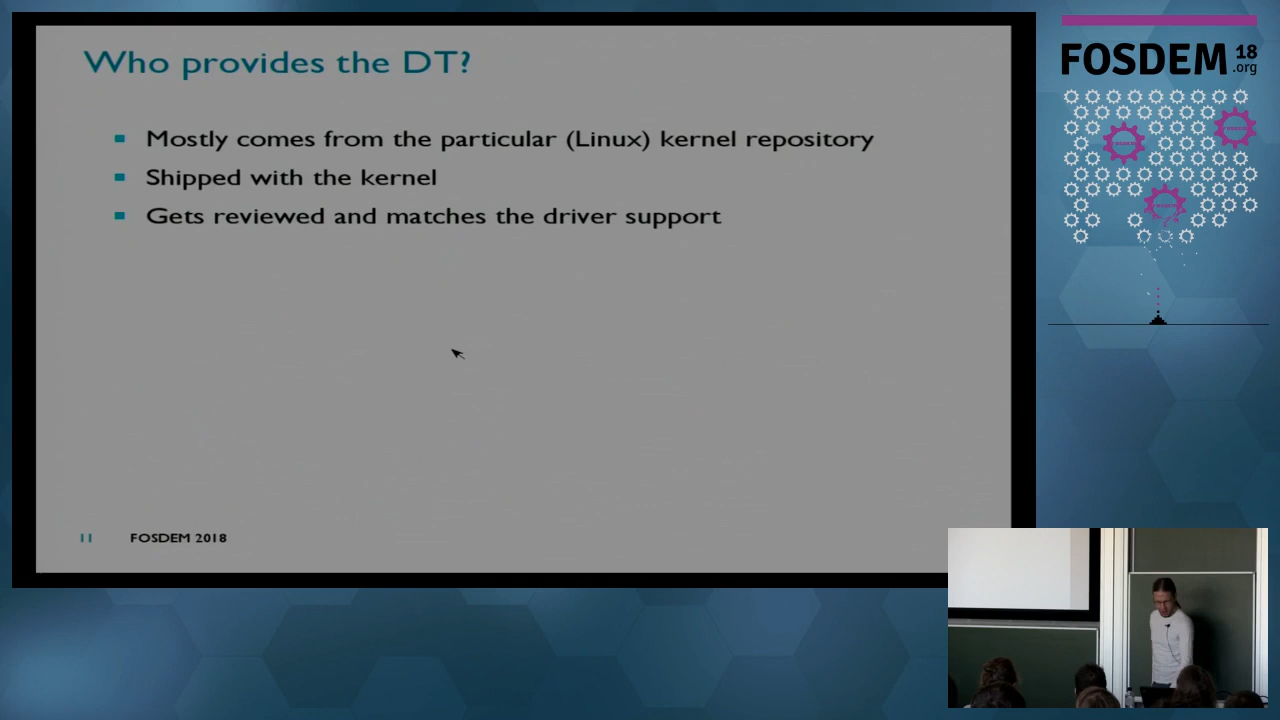 Who provides the DT?
Mostly comes from the particular (Linux) kernel repository
Shipped with the kernel
Gets reviewed and matches the driver support
11 FOSDEM 2018
FOSDEM 18
.org